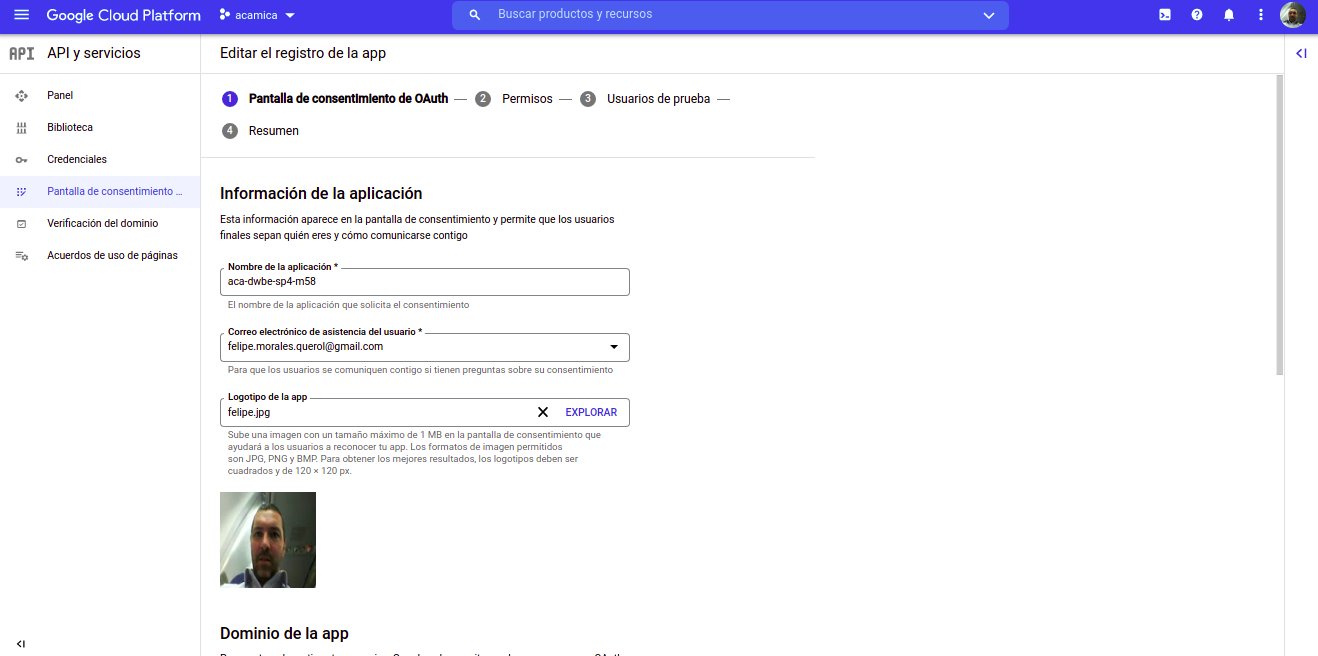 Google Cloud Platform
acamica
Buscar productos y recursos
API
API y servicios
Editar el registro de la app
Panel
Biblioteca
Credenciales
Pantalla de consentimiento ...
Verificación del dominio
Acuerdos de uso de páginas
1 Pantalla de consentimiento de OAuth — 2 Permisos — 3 Usuarios de prueba —
4 Resumen
Información de la aplicación
Esta información aparece en la pantalla de consentimiento y permite que los usuarios
finales sepan quién eres y cómo comunicarse contigo
Nombre de la aplicación *
aca-dwbe-sp4-m58
El nombre de la aplicación que solicita el consentimiento
Correo electrónico de asistencia del usuario *
felipe.morales.querol@gmail.com
Para que los usuarios se comuniquen contigo si tienen preguntas sobre su consentimiento
Logotipo de la app
felipe.jpg
EXPLORAR
Sube una imagen con un tamaño máximo de 1 MB en la pantalla de consentimiento que
ayudará a los usuarios a reconocer tu app. Los formatos de imagen permitidos
son JPG, PNG y BMP. Para obtener los mejores resultados, los logotipos deben ser
cuadrados y de 120 × 120 px.
Dominio de la app